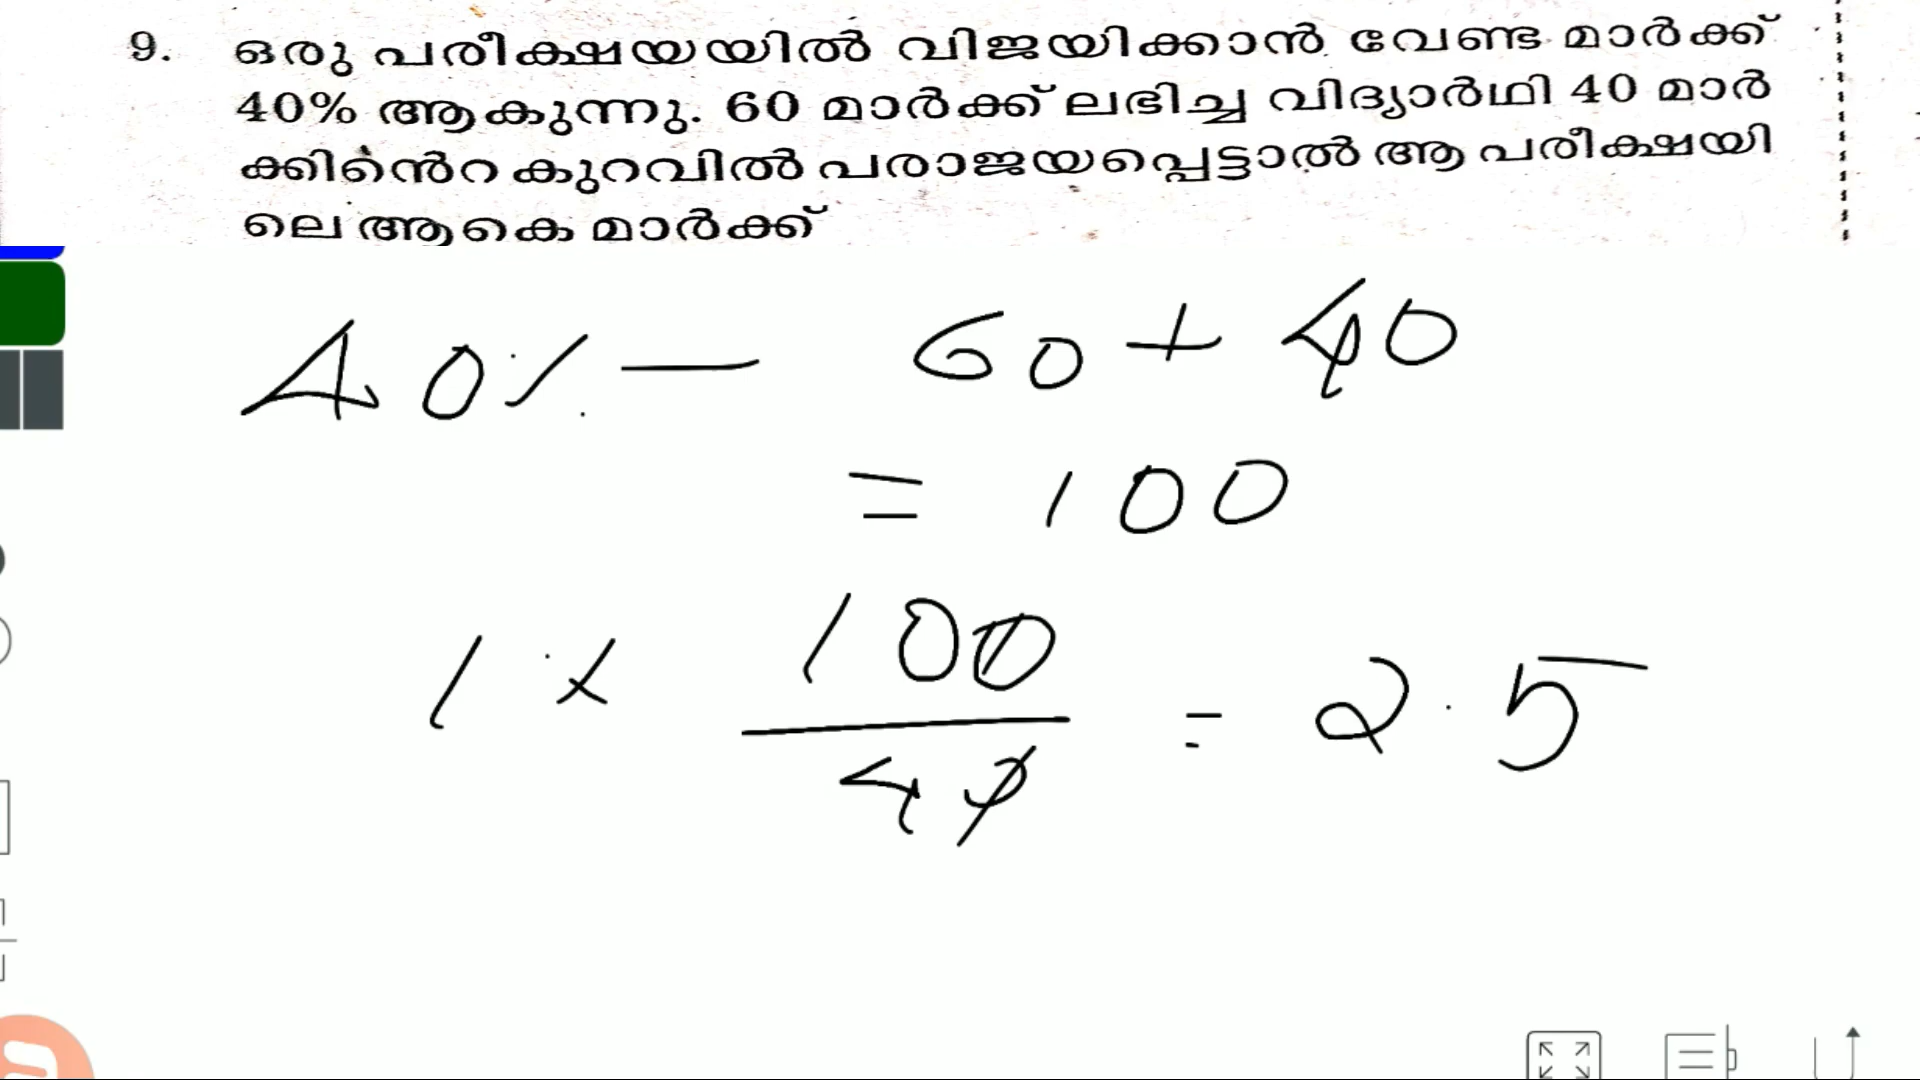 9. ഒരു പരീക്ഷയയിൽ വിജയിക്കാൻ വേണ്ട മാർക്ക്
40% ആകുന്നു. 60 മാർക്ക് ലഭിച്ച വിദ്യാർഥി 40 മാർ
ക്കിൻെറ കുറവിൽ പരാജയപ്പെട്ടാൽ ആ പരീക്ഷയി
ലെ ആകെ മാർക്ക്
40% — 60 + 40
= 100
1 × 100/40 = 2.5